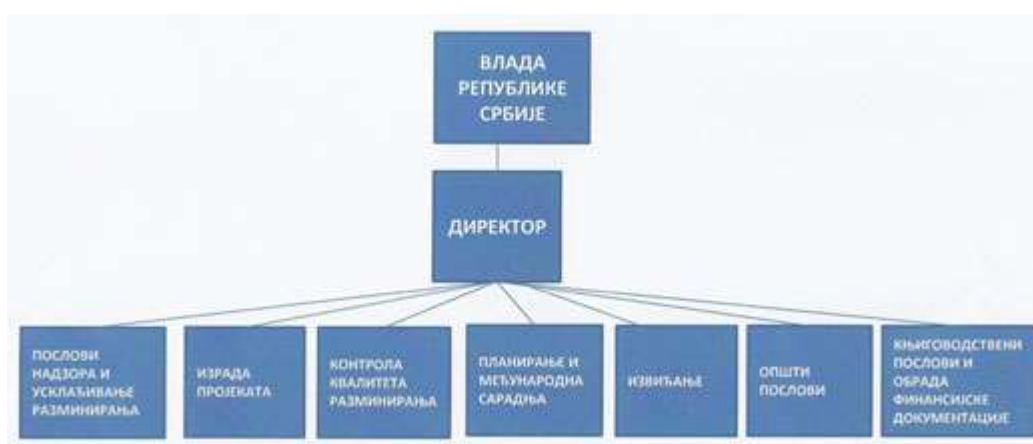 ВЛАДА
РЕПУБЛИКЕ
СРБИЈЕ
ДИРЕКТОР
ПОСЛОВИ
НАДЗОРА И
УСКЛАЂИВАЊЕ
РАЗМИНИРАЊА
ИЗРАДА
ПРОЈЕКАТА
КОНТРОЛА
КВАЛИТЕТА
РАЗМИНИРАЊА
ПЛАНИРАЊЕ И
МЕЂУНАРОДНА
САРАДЊА
ИЗВИЂАЊЕ
ОПШТИ
ПОСЛОВИ
КЊИГОВОДСТВЕНИ
ПОСЛОВИ И
ОБРАДА
ФИНАНСИЈСКЕ
ДОКУМЕНТАЦИЈЕ